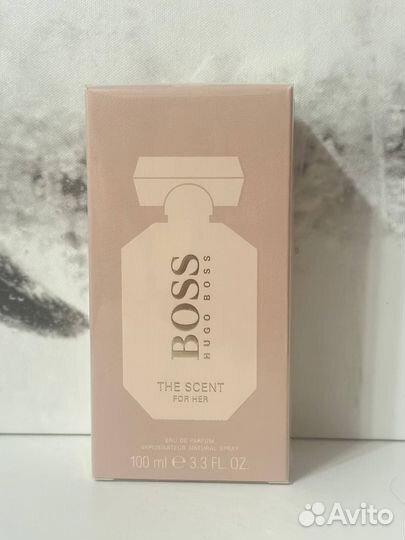 BOSS
HUGO BOSS
THE SCENT
FOR HER
EAU DE PARFUM
VAPORISATEUR NATURAL SPRAY
100 ml ℮ 3.3 FL. OZ.
Avito